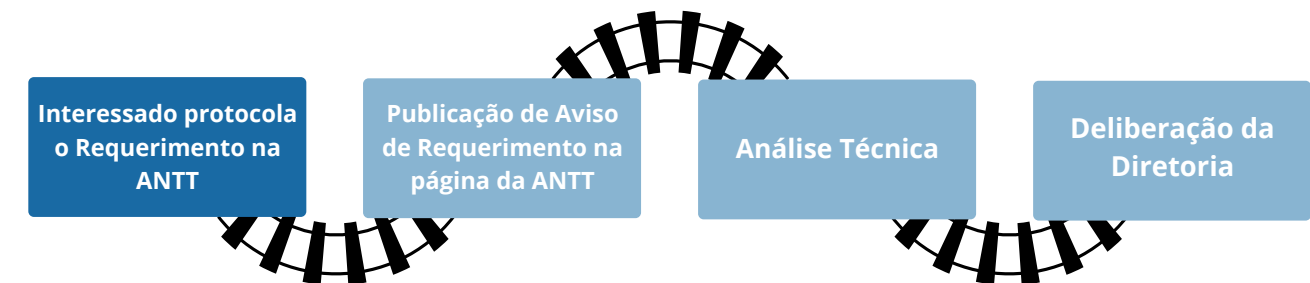 Interessado protocola
o Requerimento na
ANTT
Publicação de Aviso
de Requerimento na
página da ANTT
Análise Técnica
Deliberação da
Diretoria